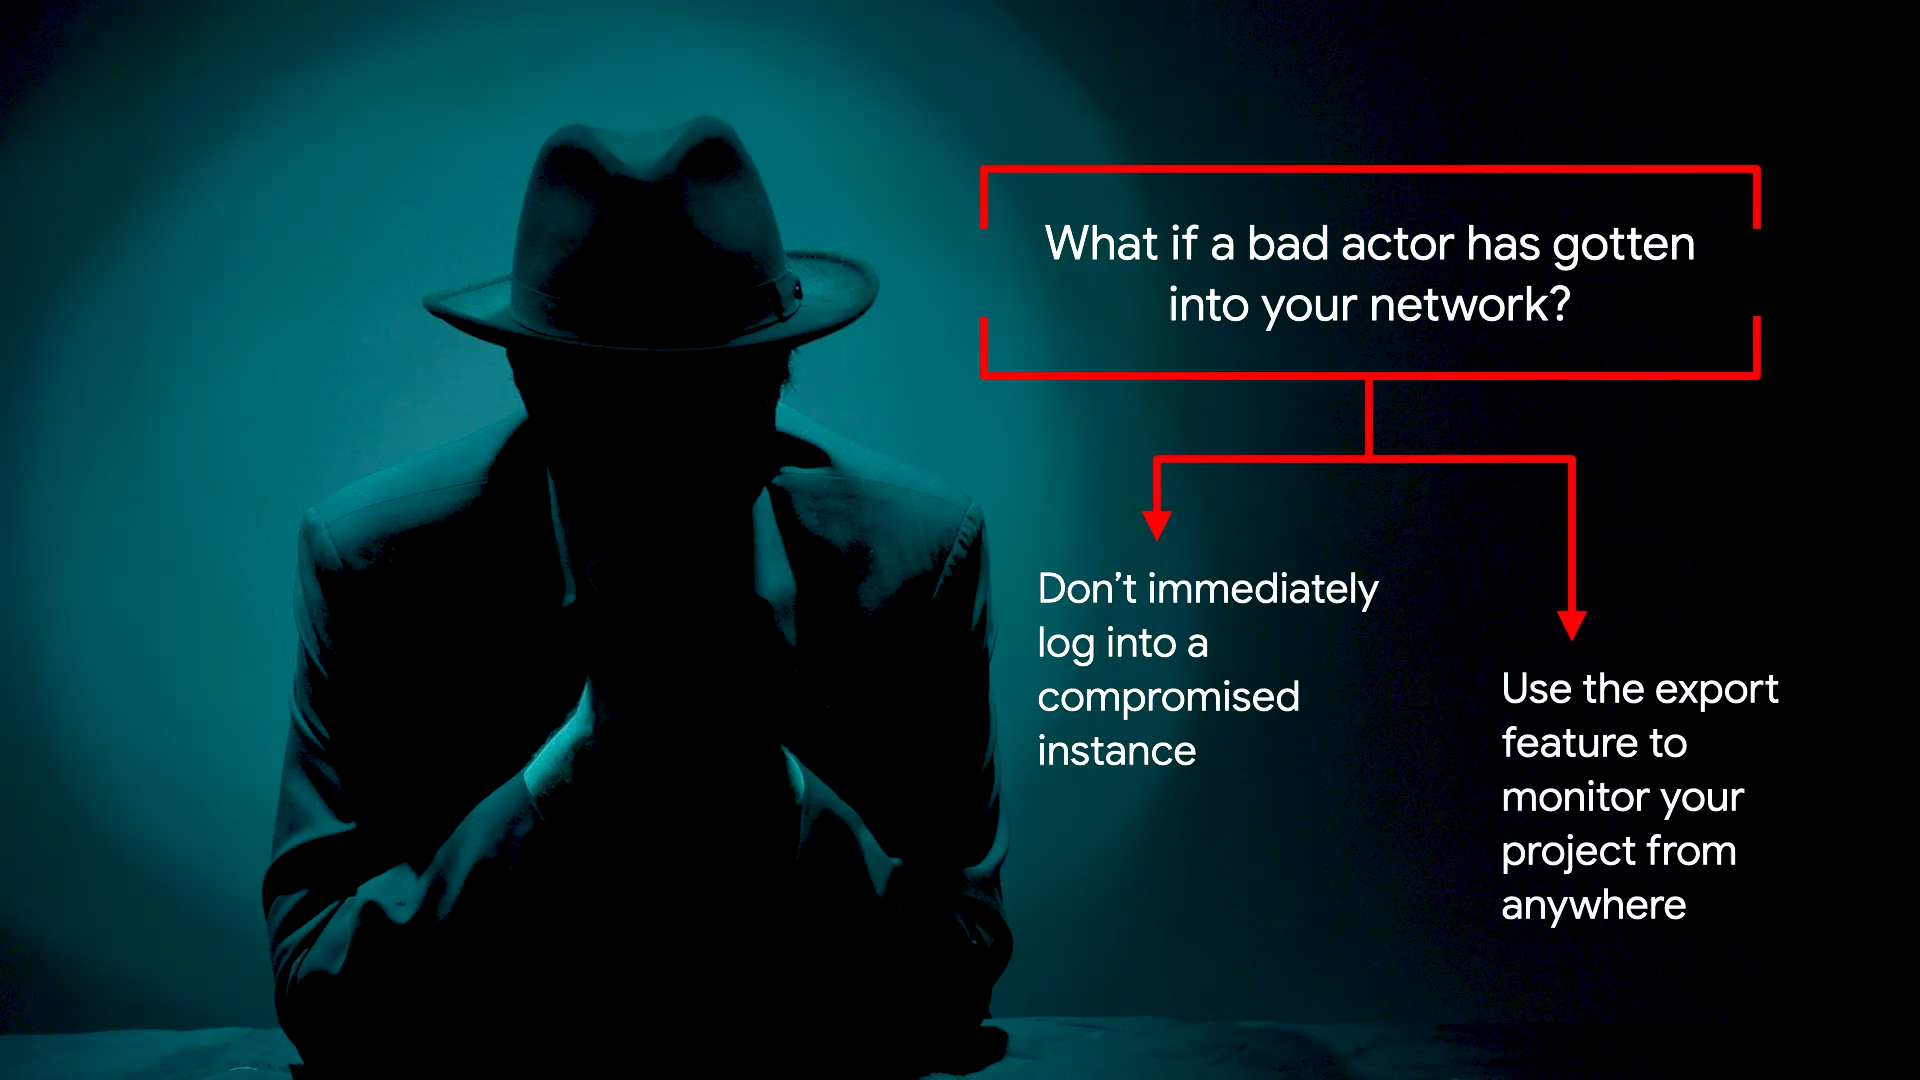 What if a bad actor has gotten
into your network?
Don’t immediately
log into a
compromised
instance
Use the export
feature to
monitor your
project from
anywhere